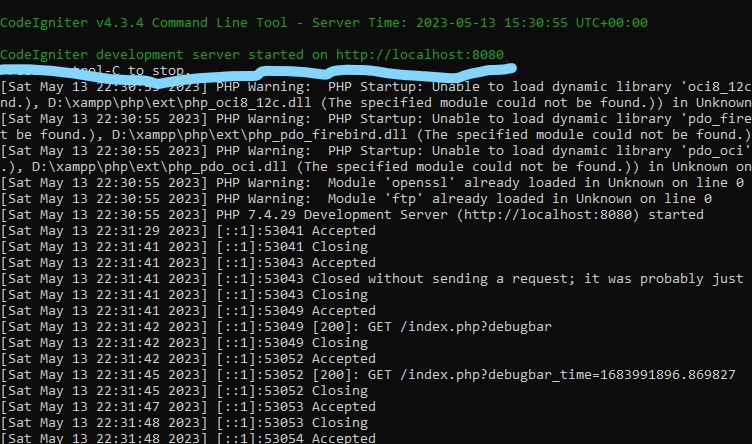 CodeIgniter v4.3.4 Command Line Tool - Server Time: 2023-05-13 15:30:55 UTC+00:00
CodeIgniter development server started on http://localhost:8080
to stop.
[Sat May 13 22:30:55 2023] PHP Warning:  PHP Startup: Unable to load dynamic library 'oci8_12c
nd.), D:\xampp\php\ext\php_oci8_12c.dll (The specified module could not be found.)) in Unknown
[Sat May 13 22:30:55 2023] PHP Warning:  PHP Startup: Unable to load dynamic library 'pdo_fire
t be found.), D:\xampp\php\ext\php_pdo_firebird.dll (The specified module could not be found.)
[Sat May 13 22:30:55 2023] PHP Warning:  PHP Startup: Unable to load dynamic library 'pdo_oci'
.), D:\xampp\php\ext\php_pdo_oci.dll (The specified module could not be found.)) in Unknown on
[Sat May 13 22:30:55 2023] PHP Warning:  Module 'openssl' already loaded in Unknown on line 0
[Sat May 13 22:30:55 2023] PHP Warning:  Module 'ftp' already loaded in Unknown on line 0
[Sat May 13 22:30:55 2023] PHP 7.4.29 Development Server (http://localhost:8080) started
[Sat May 13 22:31:29 2023] [::1]:53041 Accepted
[Sat May 13 22:31:41 2023] [::1]:53041 Closing
[Sat May 13 22:31:41 2023] [::1]:53043 Accepted
[Sat May 13 22:31:41 2023] [::1]:53043 Closed without sending a request; it was probably just
[Sat May 13 22:31:41 2023] [::1]:53043 Closing
[Sat May 13 22:31:41 2023] [::1]:53049 Accepted
[Sat May 13 22:31:42 2023] [::1]:53049 [200]: GET /index.php?debugbar
[Sat May 13 22:31:42 2023] [::1]:53049 Closing
[Sat May 13 22:31:42 2023] [::1]:53052 Accepted
[Sat May 13 22:31:45 2023] [::1]:53052 [200]: GET /index.php?debugbar_time=1683991896.869827
[Sat May 13 22:31:45 2023] [::1]:53052 Closing
[Sat May 13 22:31:47 2023] [::1]:53053 Accepted
[Sat May 13 22:31:48 2023] [::1]:53053 Closing
[Sat May 13 22:31:48 2023] [::1]:53054 Accepted